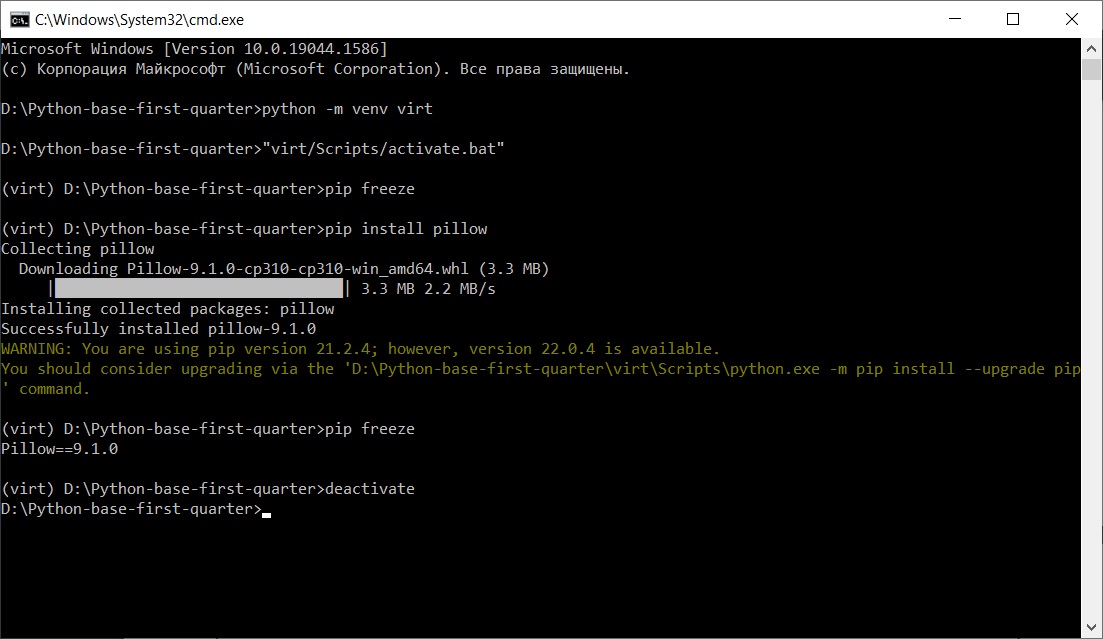 C:\Windows\System32\cmd.exe
Microsoft Windows [Version 10.0.19044.1586]
(c) Корпорация Майкрософт (Microsoft Corporation). Все права защищены.
D:\Python-base-first-quarter>python -m venv virt
D:\Python-base-first-quarter>"virt/Scripts/activate.bat"
(virt) D:\Python-base-first-quarter>pip freeze
(virt) D:\Python-base-first-quarter>pip install pillow
Collecting pillow
  Downloading Pillow-9.1.0-cp310-cp310-win_amd64.whl (3.3 MB)
     |████████████████████████████████| 3.3 MB 2.2 MB/s
Installing collected packages: pillow
Successfully installed pillow-9.1.0
WARNING: You are using pip version 21.2.4; however, version 22.0.4 is available.
You should consider upgrading via the 'D:\Python-base-first-quarter\virt\Scripts\python.exe -m pip install --upgrade pip
' command.
(virt) D:\Python-base-first-quarter>pip freeze
Pillow==9.1.0
(virt) D:\Python-base-first-quarter>deactivate
D:\Python-base-first-quarter>